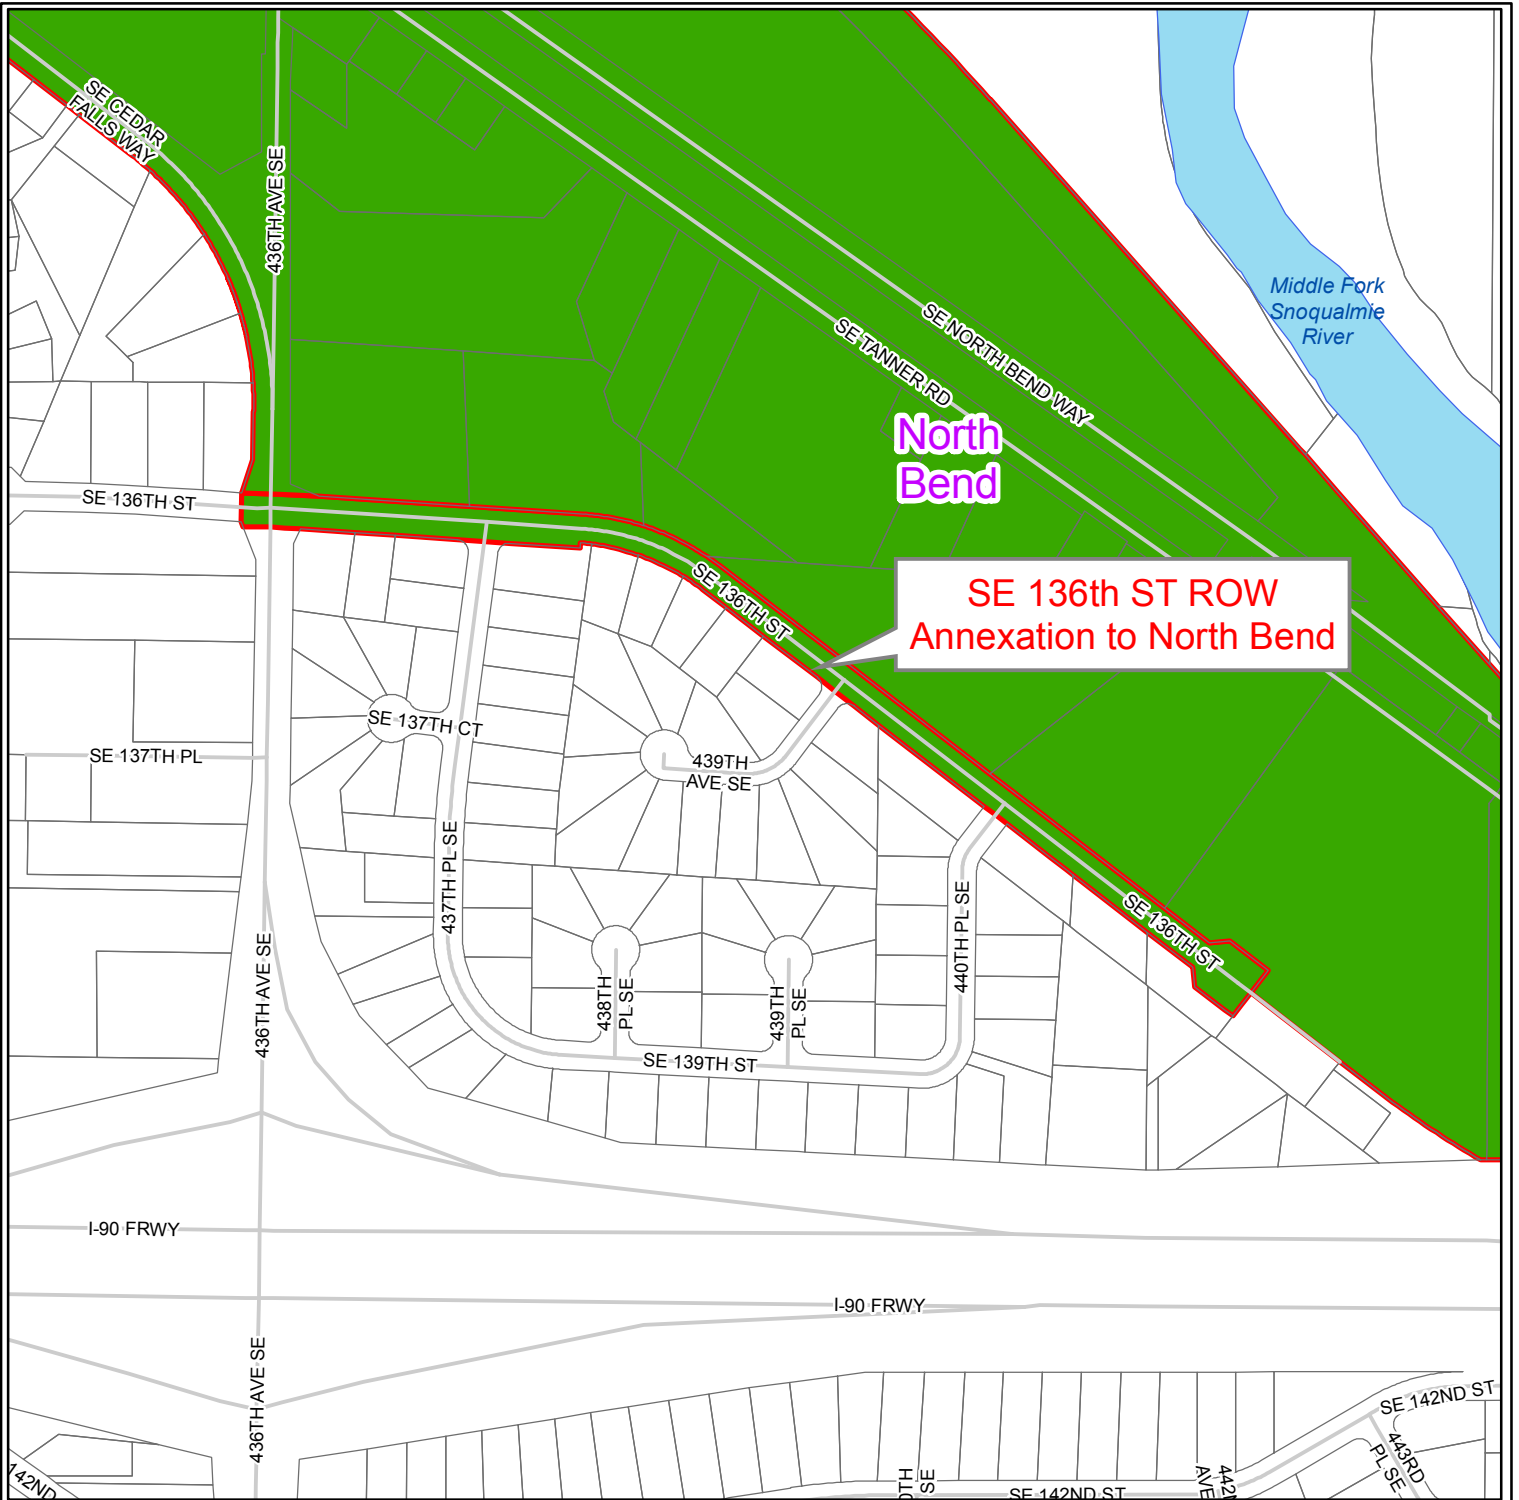 SE CEDAR
FALLS WAY
436TH AVE SE
Middle Fork
Snoqualmie
River
SE NORTH BEND WAY
SE TANNER RD
North
Bend
SE 136TH ST
SE 136th ST ROW
Annexation to North Bend
SE 136TH ST
SE 137TH CT
SE 137TH PL
439TH
AVE SE
437TH PL SE
440TH PL SE
SE 136TH ST
436TH AVE SE
438TH
PL SE
439TH
PL SE
SE 139TH ST
I-90 FRWY
I-90 FRWY
436TH AVE SE
SE 142ND ST
443RD
PL SE
142ND
0TH
SE
SE 142ND ST
AVE